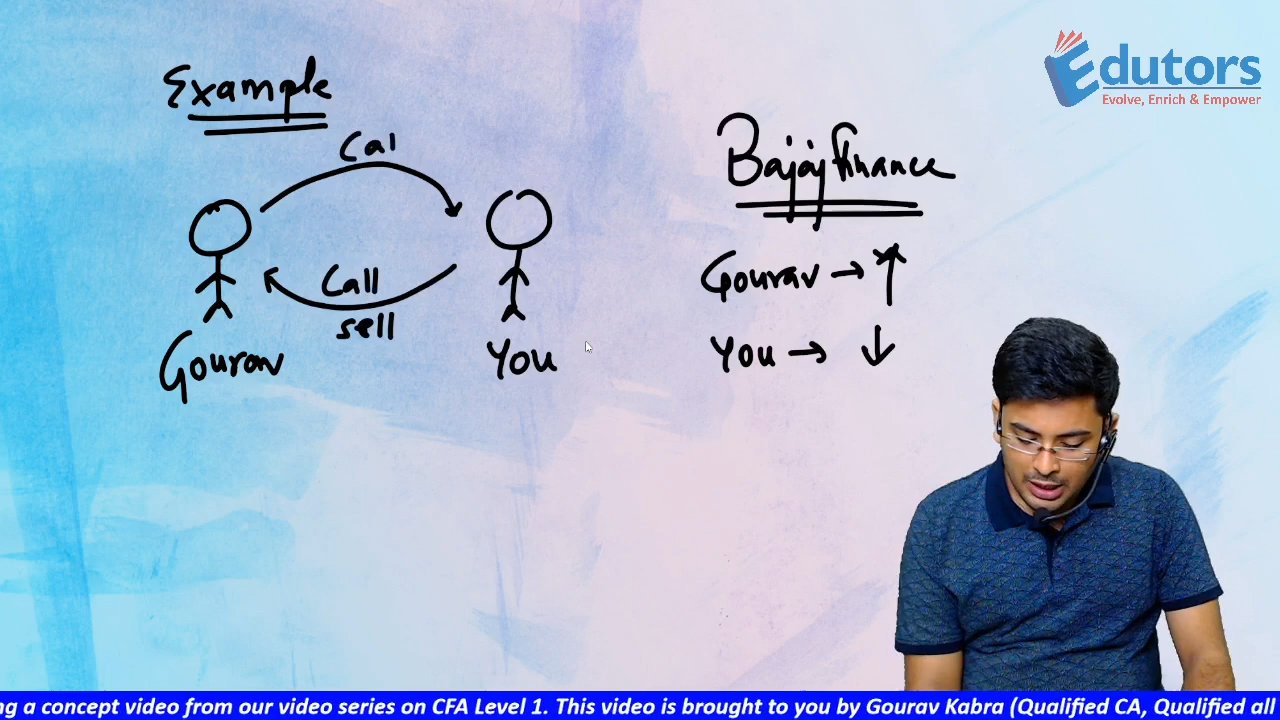 Example
Cal
Call
sell
Gourav
You
Bajaj finance
Gourav → ↑
You → ↓
Edutors
Evolve, Enrich & Empower
ng a concept video from our video series on CFA Level 1. This video is brought to you by Gourav Kabra (Qualified CA, Qualified all